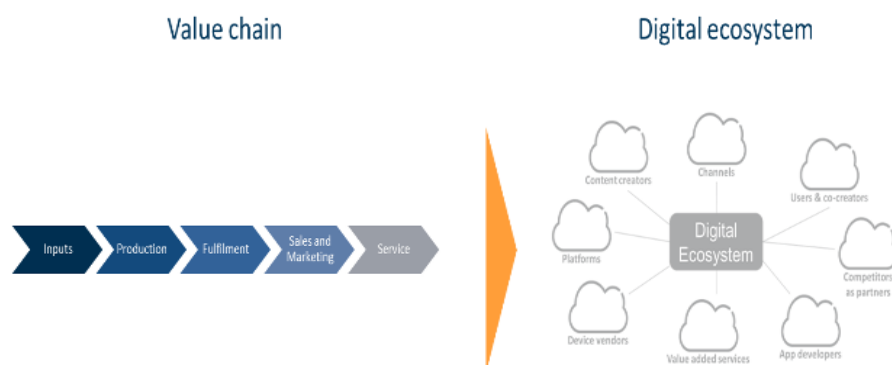 Value chain
Digital ecosystem
Inputs
Production
Fulfilment
Sales and
Marketing
Service
Content creators
Channels
Users & co-creators
Platforms
Digital
Ecosystem
Competitors
as partners
Device vendors
Value added services
App developers